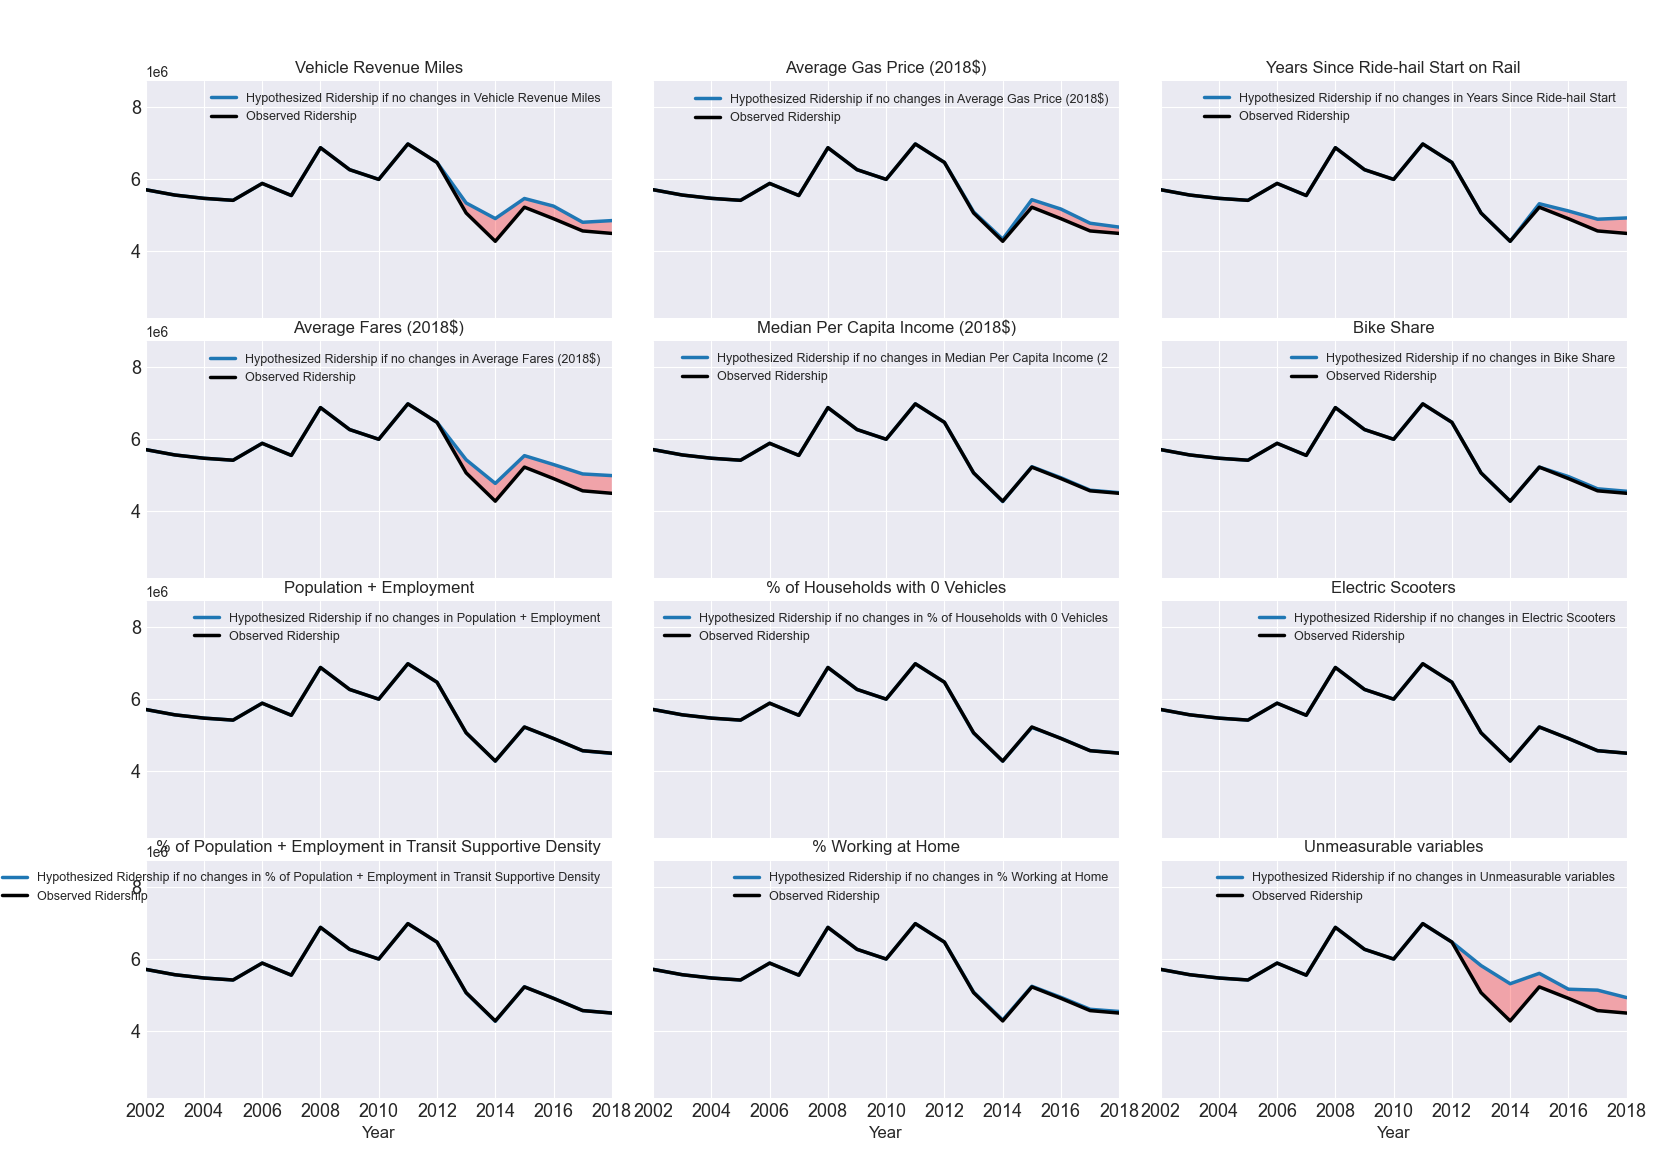 Vehicle Revenue Miles
1e6
Hypothesized Ridership if no changes in Vehicle Revenue Miles
Observed Ridership
8
6
4
Average Gas Price (2018$)
Hypothesized Ridership if no changes in Average Gas Price (2018$)
Observed Ridership
Years Since Ride-hail Start on Rail
Hypothesized Ridership if no changes in Years Since Ride-hail Start
Observed Ridership
Average Fares (2018$)
1e6
Hypothesized Ridership if no changes in Average Fares (2018$)
Observed Ridership
8
6
4
Median Per Capita Income (2018$)
Hypothesized Ridership if no changes in Median Per Capita Income (2
Observed Ridership
Bike Share
Hypothesized Ridership if no changes in Bike Share
Observed Ridership
Population + Employment
1e6
Hypothesized Ridership if no changes in Population + Employment
Observed Ridership
8
6
4
% of Households with 0 Vehicles
Hypothesized Ridership if no changes in % of Households with 0 Vehicles
Observed Ridership
Electric Scooters
Hypothesized Ridership if no changes in Electric Scooters
Observed Ridership
% of Population + Employment in Transit Supportive Density
1e6
Hypothesized Ridership if no changes in % of Population + Employment in Transit Supportive Density
Observed Ridership
8
6
4
2002 2004 2006 2008 2010 2012 2014 2016 2018
Year
% Working at Home
Hypothesized Ridership if no changes in % Working at Home
Observed Ridership
2002 2004 2006 2008 2010 2012 2014 2016 2018
Year
Unmeasurable variables
Hypothesized Ridership if no changes in Unmeasurable variables
Observed Ridership
2002 2004 2006 2008 2010 2012 2014 2016 2018
Year